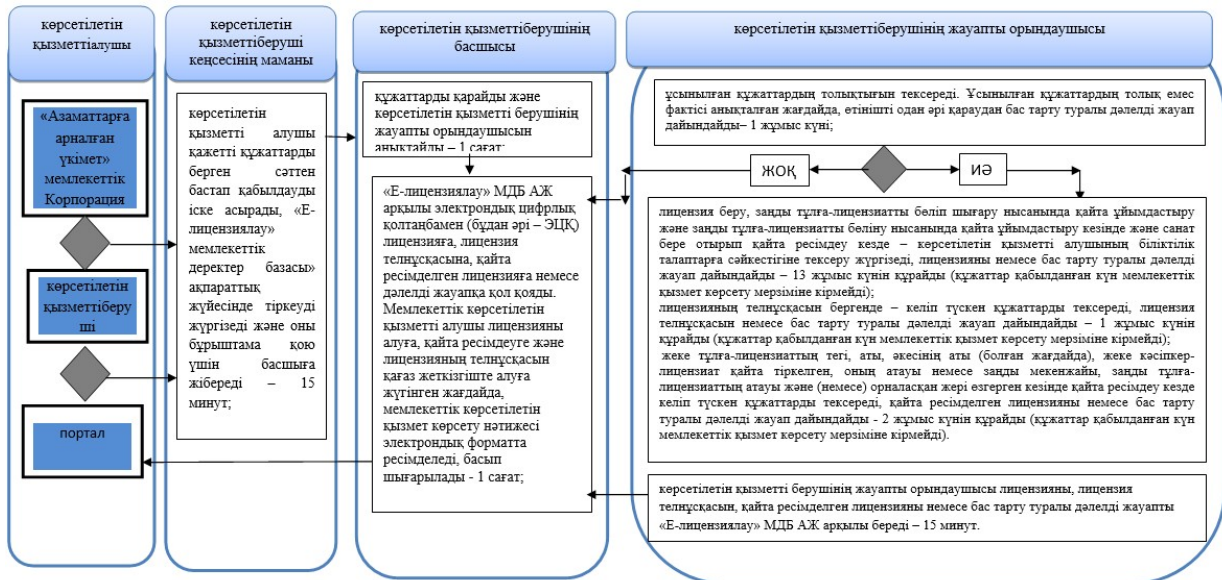 көрсетілетін
қызметтіалушы
«Азаматтарға
арналған
үкімет»
мемлекеттік
Корпорация
көрсетілетін
қызметтіберу
ші
портал
көрсетілетін
қызметтіберуші
кеңсесінің маманы
көрсетілетін
қызметті алушы
қажетті құжаттарды
берген сәттен
бастап қабылдауды
іске асырады, «Е-
лицензиялау»
мемлекеттік
деректер базасы»
ақпараттық
жүйесінде тіркеуді
жүргізеді және оны
бұрыштама қою
үшін басшыға
жібереді – 15
минут;
көрсетілетін қызметтіберушінің
басшысы
құжаттарды қарайды және
көрсетілетін қызметті берушінің
жауапты орындаушысын
анықтайды – 1 сағат;
«Е-лицензиялау» МДБ АЖ
арқылы электрондық цифрлық
қолтаңбамен (бұдан әрі – ЭЦҚ)
лицензияға, лицензия
телнұсқасына, қайта
ресімделген лицензияға немесе
дәлелді жауапқа қол қояды.
Мемлекеттік көрсетілетін
қызметті алушы лицензияны
алуға, қайта ресімдеуге және
лицензияның телнұсқасын
қағаз жеткізгіште алуға
жүгінген жағдайда,
мемлекеттік көрсетілетін
қызмет көрсету нәтижесі
электрондық форматта
ресімделеді, басып
шығарылады - 1 сағат;
көрсетілетін қызметтіберушінің жауапты орындаушысы
ұсынылған құжаттардың толықтығын тексереді. Ұсынылған құжаттардың толық емес
фактісі анықталған жағдайда, өтінішті одан әрі қараудан бас тарту туралы дәлелді жауап
дайындайды– 1 жұмыс күні;
ЖОҚ
ИӘ
лицензия беру, заңды тұлға-лицензиатты бөліп шығару нысанында қайта ұйымдастыру
және заңды тұлға-лицензиатты бөліну нысанында қайта ұйымдастыру кезінде және санат
бере отырып қайта ресімдеу кезде – көрсетілетін қызметті алушының біліктілік
талаптарға сәйкестігіне тексеру жүргізеді, лицензияны немесе бас тарту туралы дәлелді
жауап дайындайды – 13 жұмыс күнін құрайды (құжаттар қабылданған күн мемлекеттік
қызмет көрсету мерзіміне кірмейді);
лицензияның телнұсқасын бергенде – келіп түскен құжаттарды тексереді, лицензия
телнұсқасын немесе бас тарту туралы дәлелді жауап дайындайды – 1 жұмыс күнін
құрайды (құжаттар қабылданған күн мемлекеттік қызмет көрсету мерзіміне кірмейді);
жеке тұлға-лицензиаттың тегі, аты, әкесінің аты (болған жағдайда), жеке кәсіпкер-
лицензиат қайта тіркелген, оның атауы немесе заңды мекенжайы, заңды тұлға-
лицензиаттың атауы және (немесе) орналасқан жері өзгерген кезінде қайта ресімдеу кезде
келіп түскен құжаттарды тексереді, қайта ресімделген лицензияны немесе бас тарту
туралы дәлелді жауап дайындайды - 2 жұмыс күнін құрайды (құжаттар қабылданған күн
мемлекеттік қызмет көрсету мерзіміне кірмейді).
көрсетілетін қызметті берушінің жауапты орындаушысы лицензияны, лицензия
телнұсқасын, қайта ресімделген лицензияны немесе бас тарту туралы дәлелді жауапты
«Е-лицензиялау» МДБ АЖ арқылы береді – 15 минут.